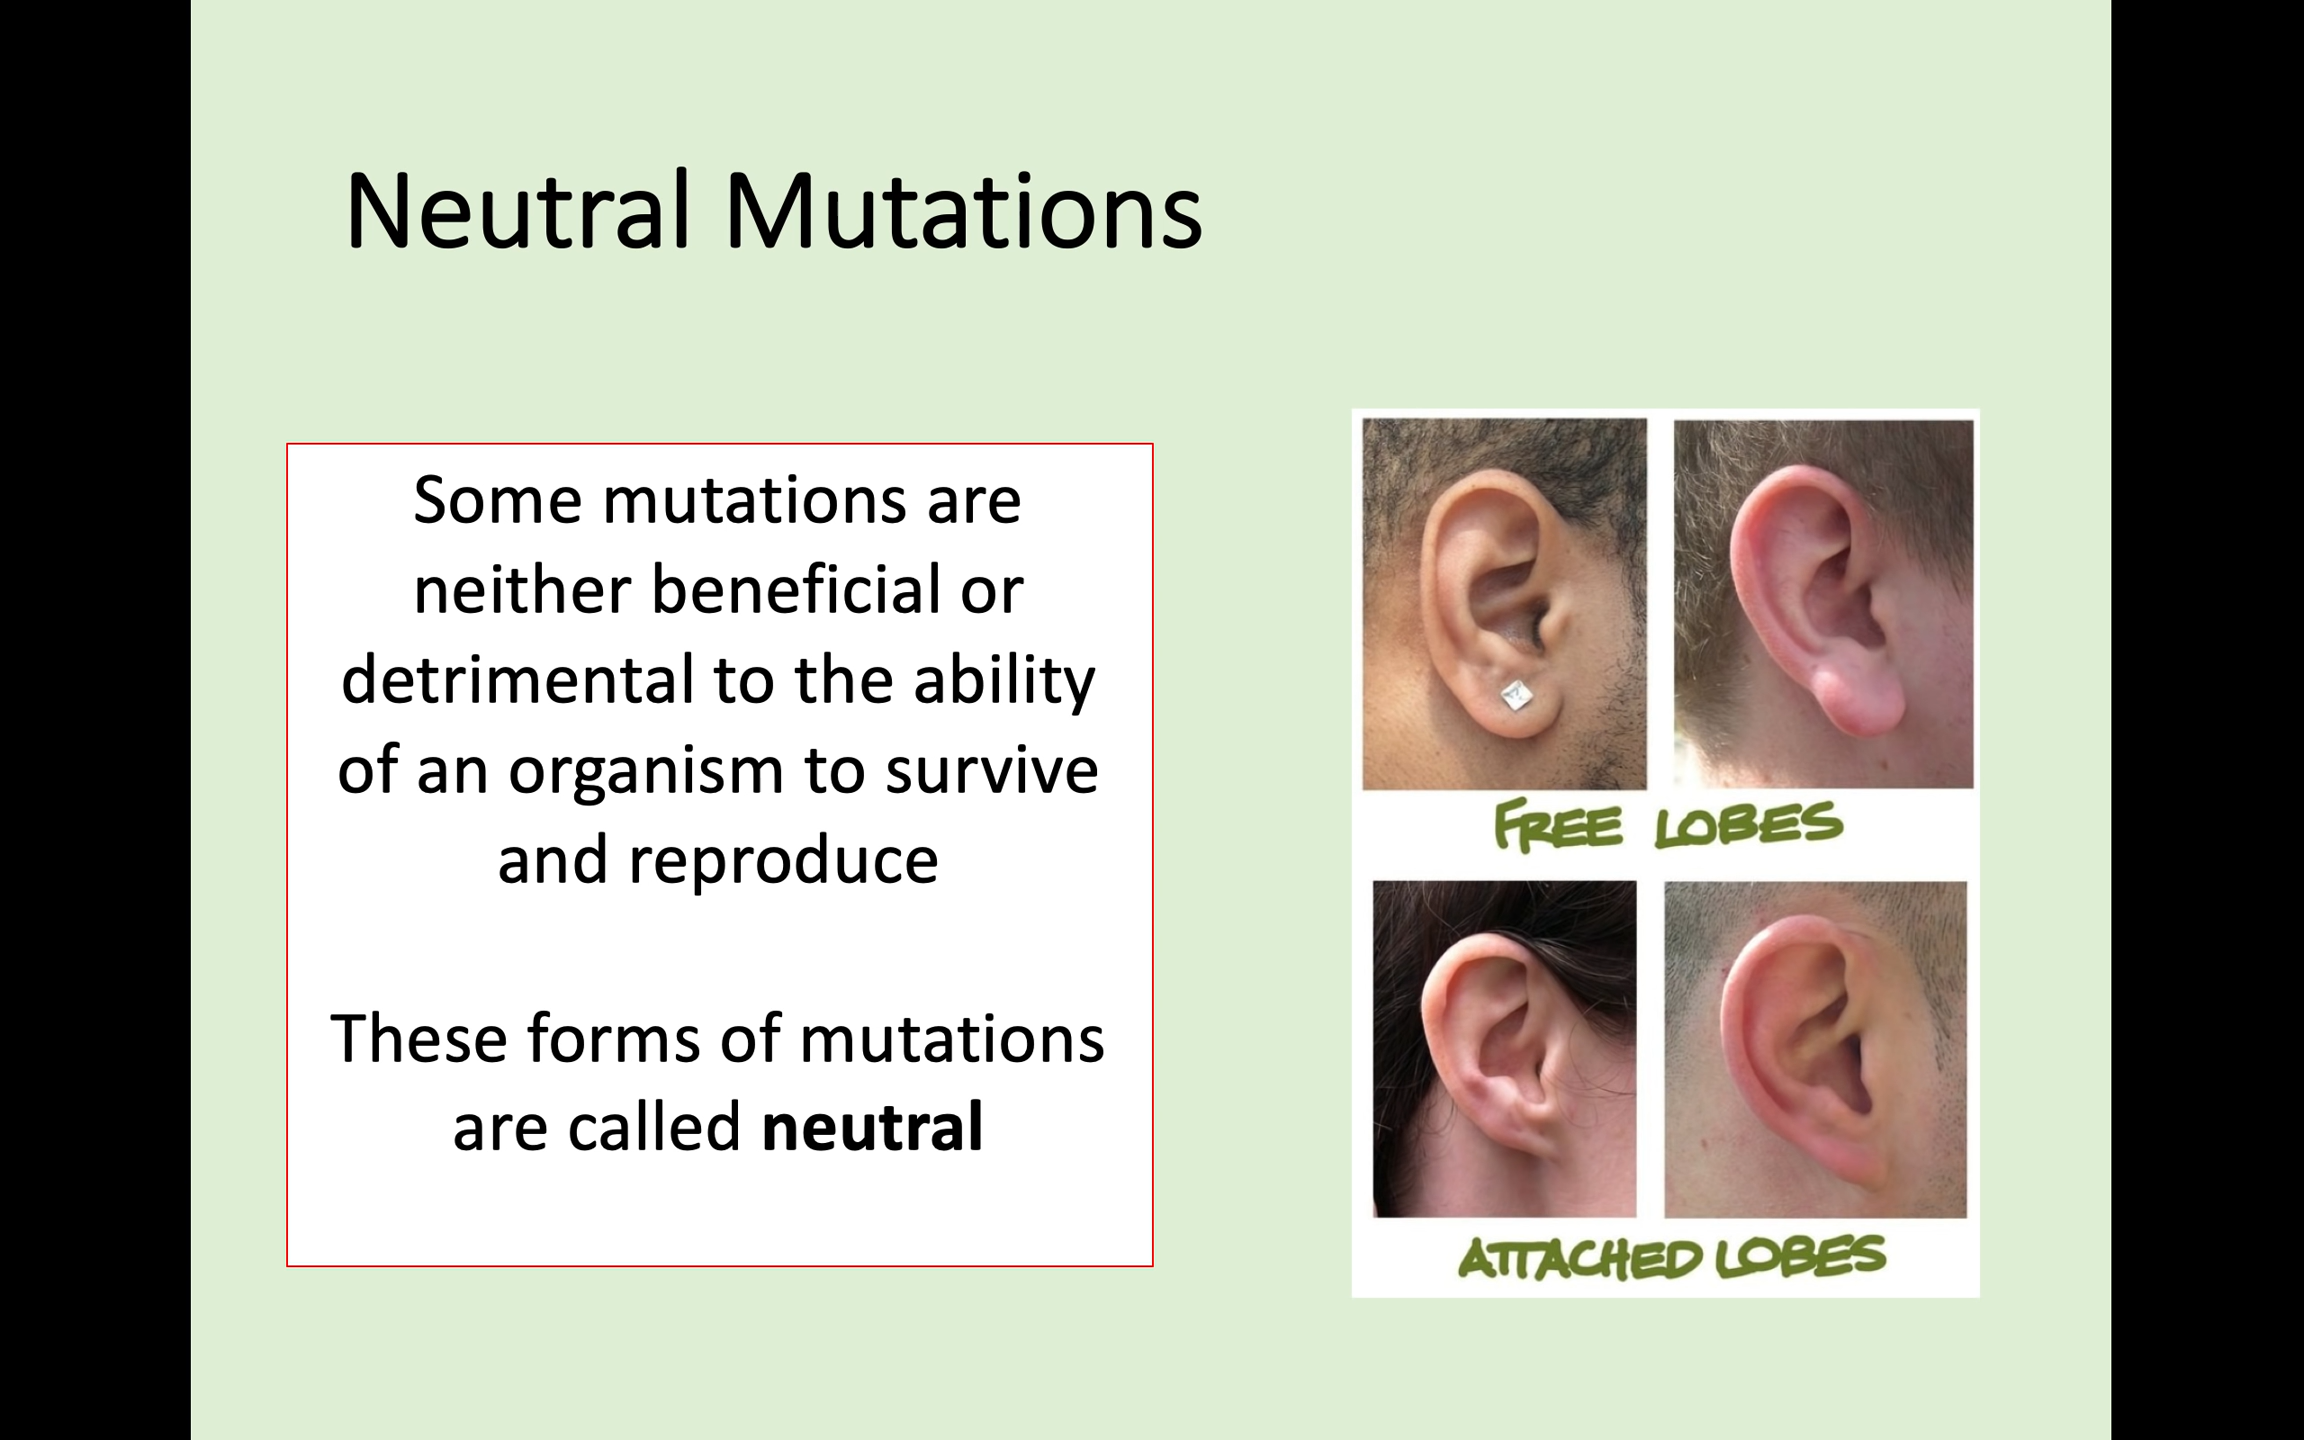 Neutral Mutations
Some mutations are
neither beneficial or
detrimental to the ability
of an organism to survive
and reproduce
These forms of mutations
are called neutral
FREE LOBES
ATTACHED LOBES